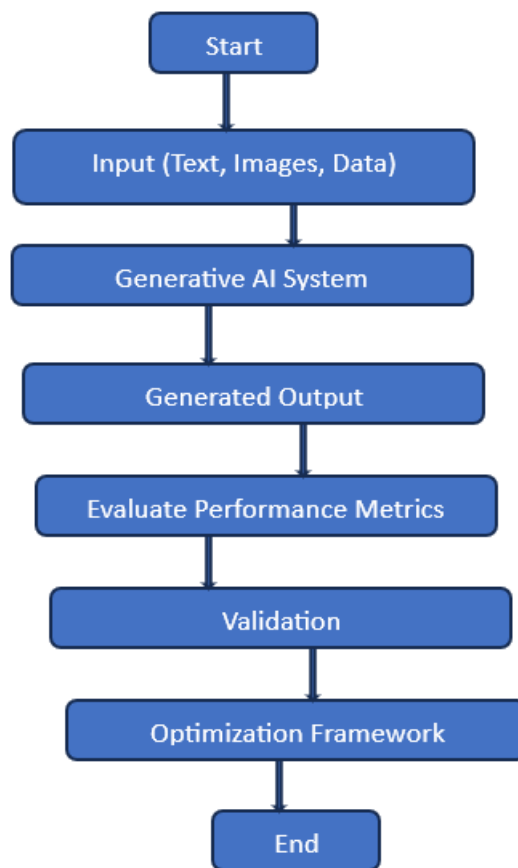 Start
Input (Text, Images, Data)
Generative AI System
Generated Output
Evaluate Performance Metrics
Validation
Optimization Framework
End